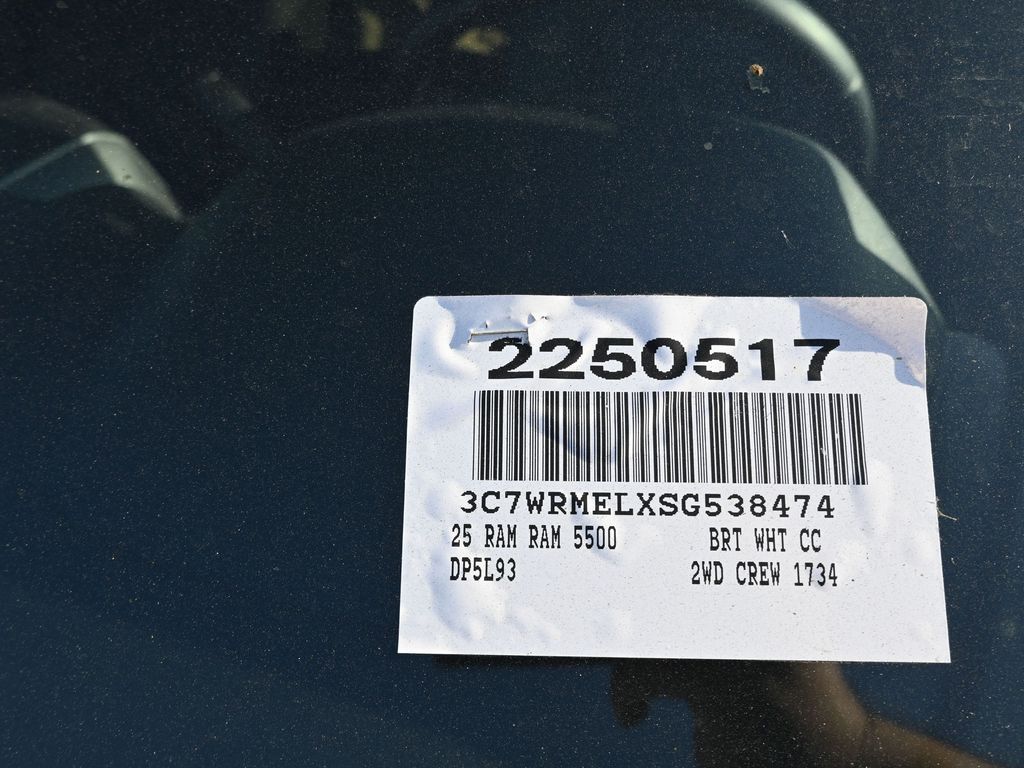 2250517
3C7WRMELXSG538474
25 RAM RAM 5500 BRT WHT CC
DP5L93 2WD CREW 1734